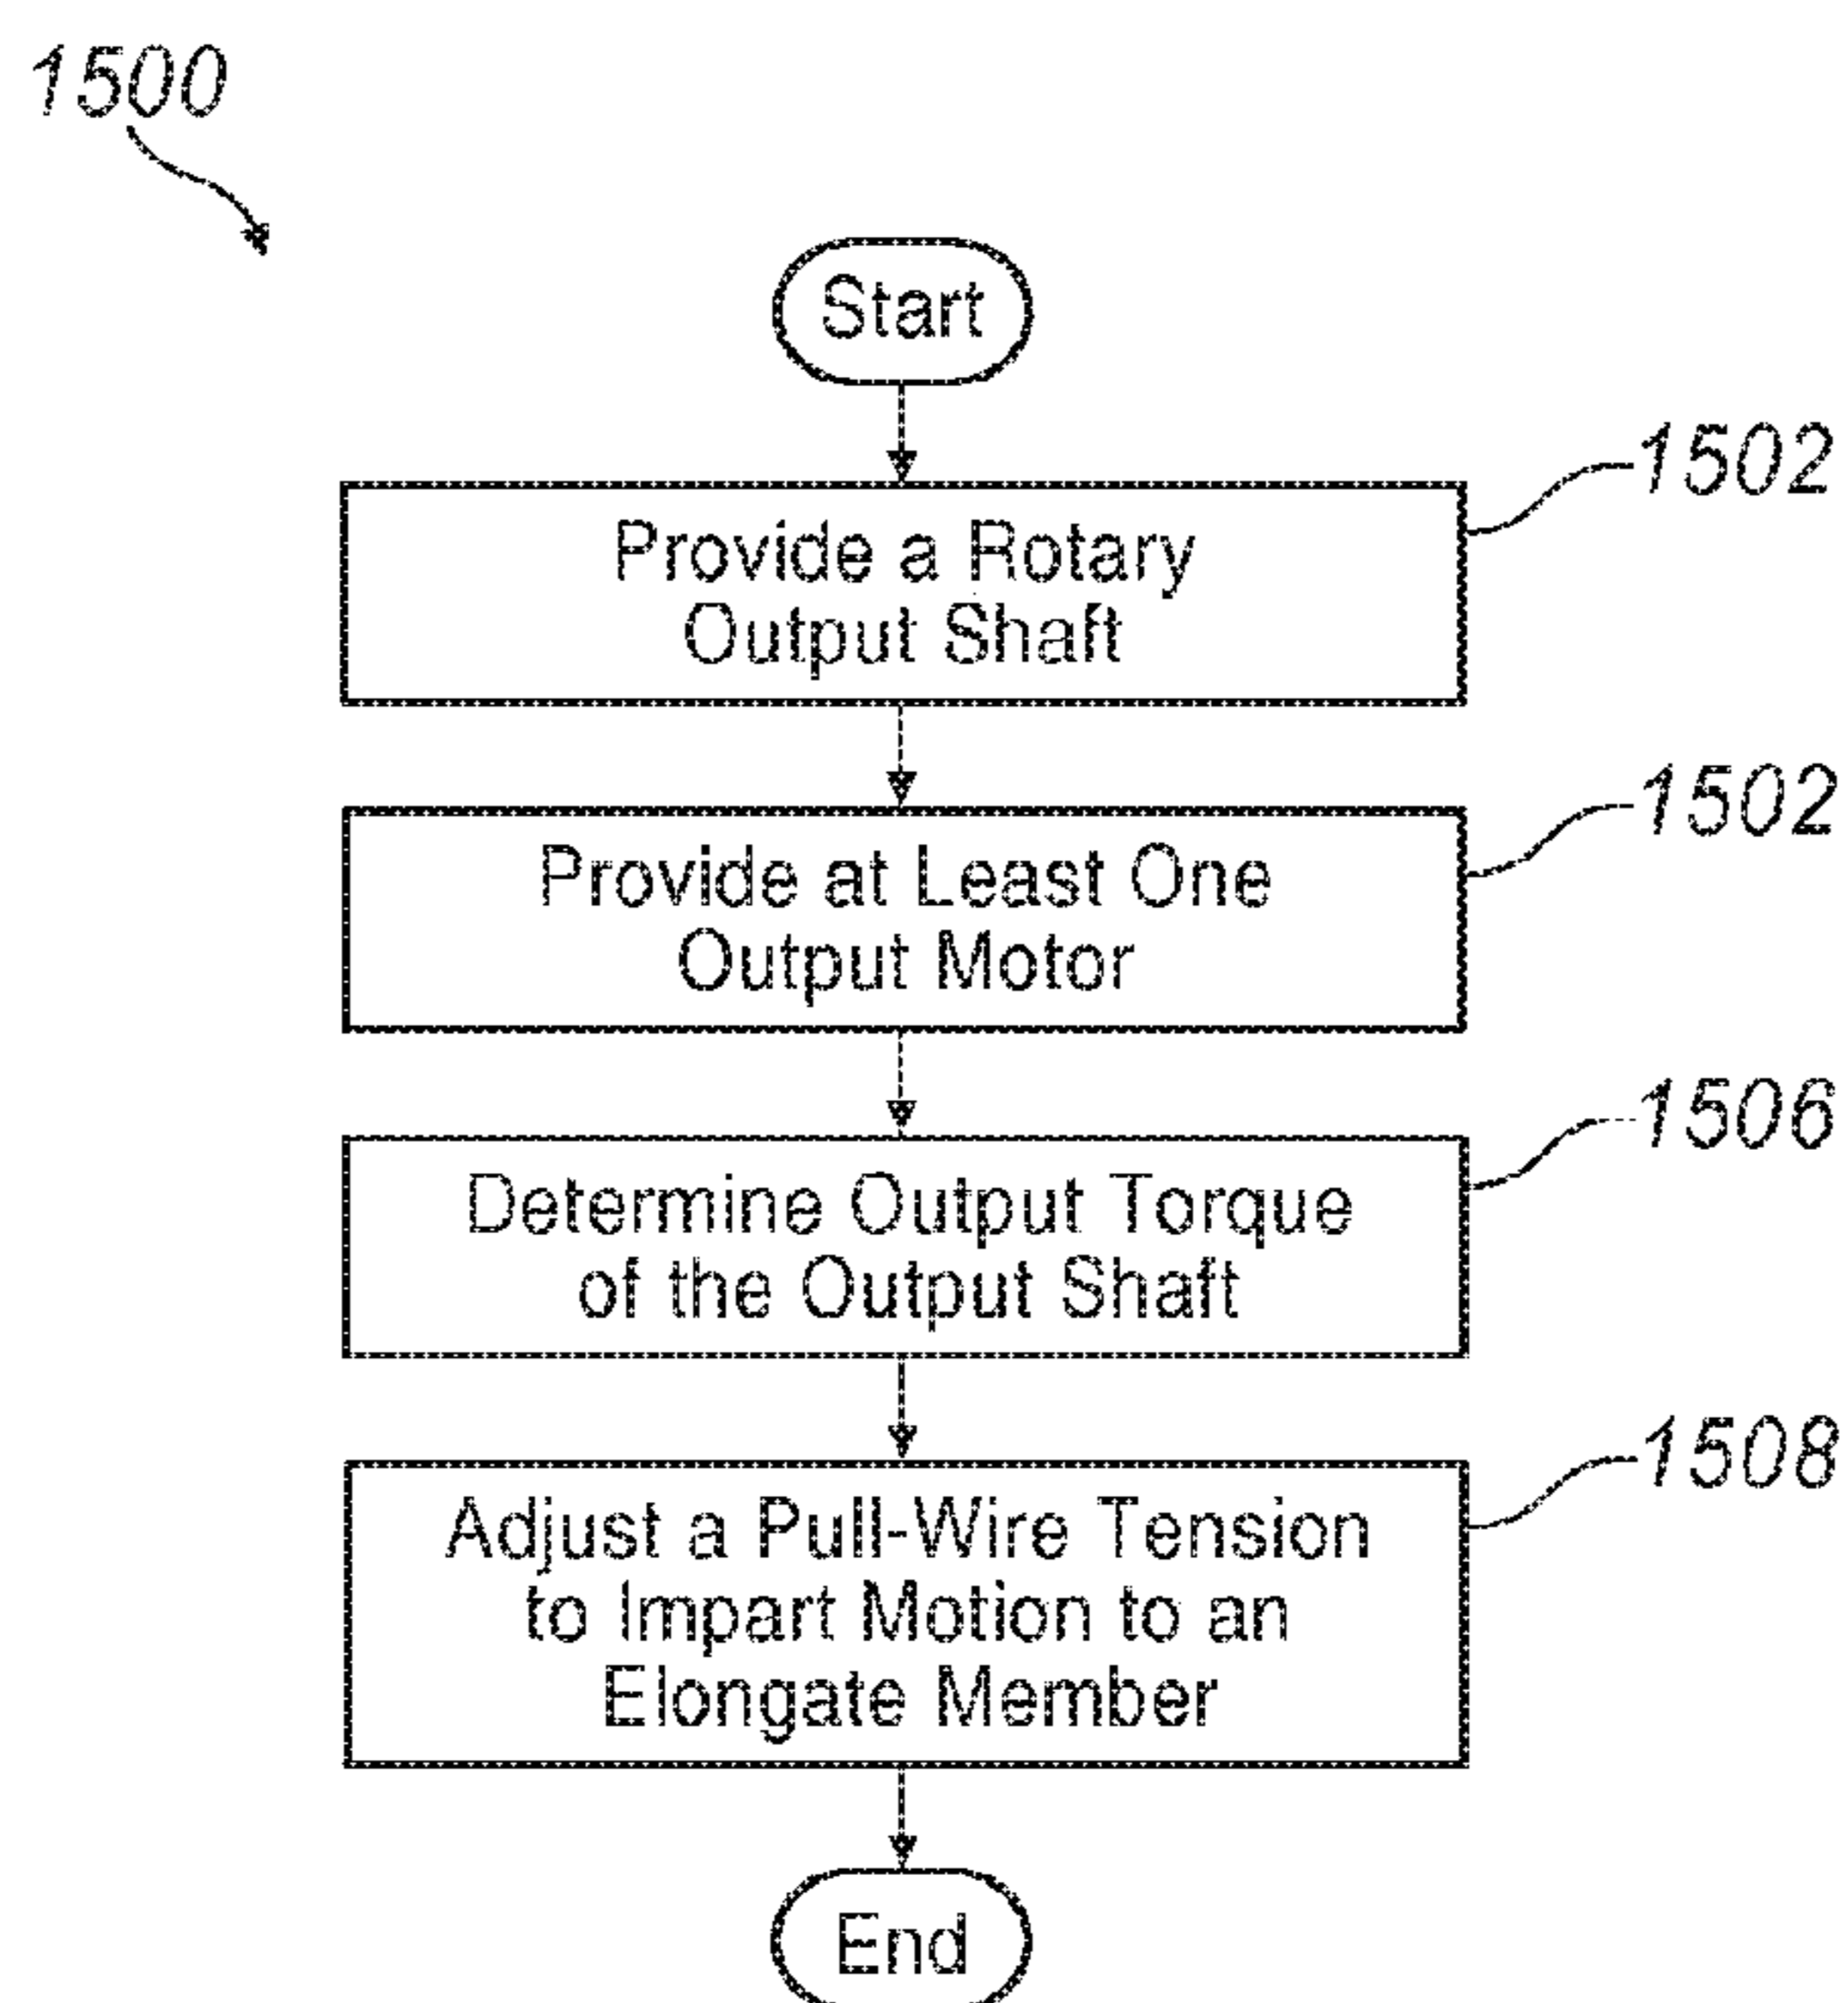 1500
Start
1502
Provide a Rotary
Output Shaft
1502
Provide at Least One
Output Motor
1506
Determine Output Torque
of the Output Shaft
1508
Adjust a Pull-Wire Tension
to Impart Motion to an
Elongate Member
End